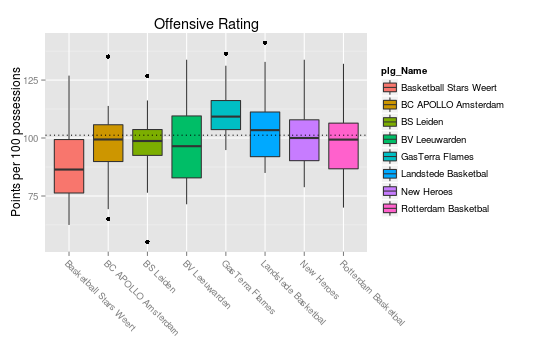 Offensive Rating
Points per 100 possessions
125
100
75
Basketball Stars Weert
BC APOLLO Amsterdam
BS Leiden
BV Leeuwarden
GasTerra Flames
Landstede Basketbal
New Heroes
Rotterdam Basketbal
plg_Name
Basketball Stars Weert
BC APOLLO Amsterdam
BS Leiden
BV Leeuwarden
GasTerra Flames
Landstede Basketbal
New Heroes
Rotterdam Basketbal